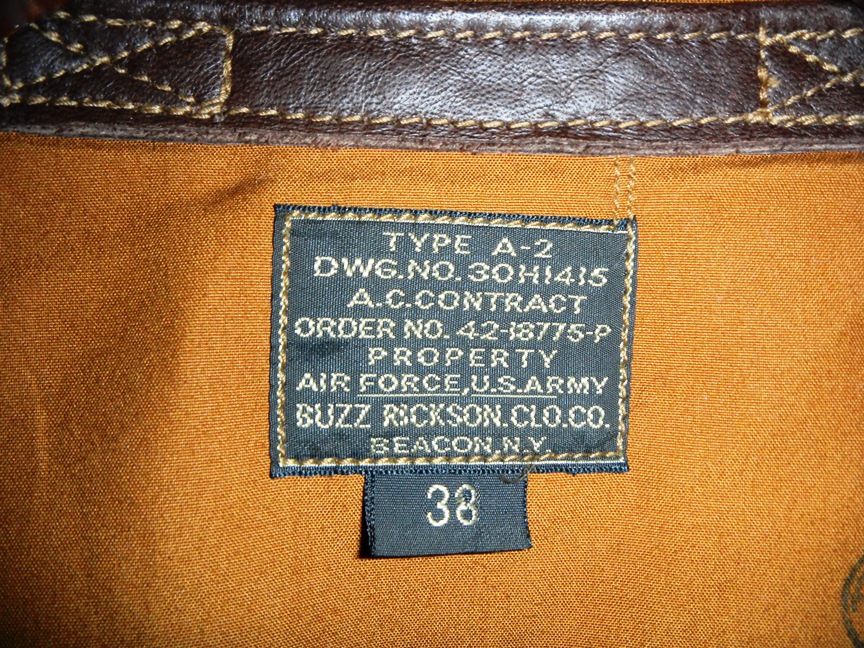 TYPE A-2
DWG.NO.30H1415
A.C.CONTRACT
ORDER NO. 42-18775-P
PROPERTY
AIR FORCE,U.S.ARMY
BUZZ RICKSON.CLO.CO.
BEACON.N.Y.
38